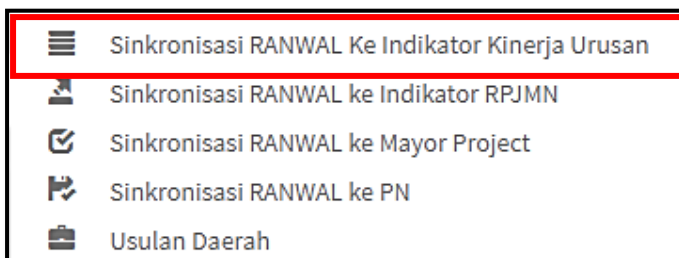 Sinkronisasi RANWAL Ke Indikator Kinerja Urusan
Sinkronisasi RANWAL ke Indikator RPJMN
Sinkronisasi RANWAL ke Mayor Project
Sinkronisasi RANWAL ke PN
Usulan Daerah